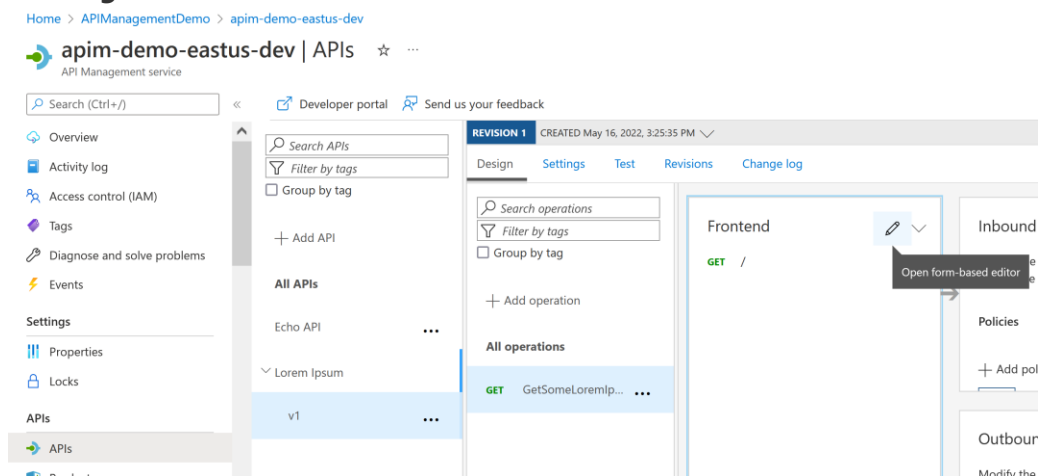 Home > APIManagementDemo > apim-demo-eastus-dev
apim-demo-eastus-dev | APIs
API Management service
Search (Ctrl+/)
Overview
Activity log
Access control (IAM)
Tags
Diagnose and solve problems
Events
Settings
Properties
Locks
APIs
APIs
Developer portal
Send us your feedback
Search APIs
Filter by tags
Group by tag
Add API
All APIs
Echo API
Lorem Ipsum
v1
REVISION 1 CREATED May 16, 2022, 3:25:35 PM
Design Settings Test Revisions Change log
Search operations
Filter by tags
Group by tag
Add operation
All operations
GET GetSomeLoremIp...
Frontend
GET /
Open form-based editor
Inbound
Policies
Add pol
Outboun
Modify the